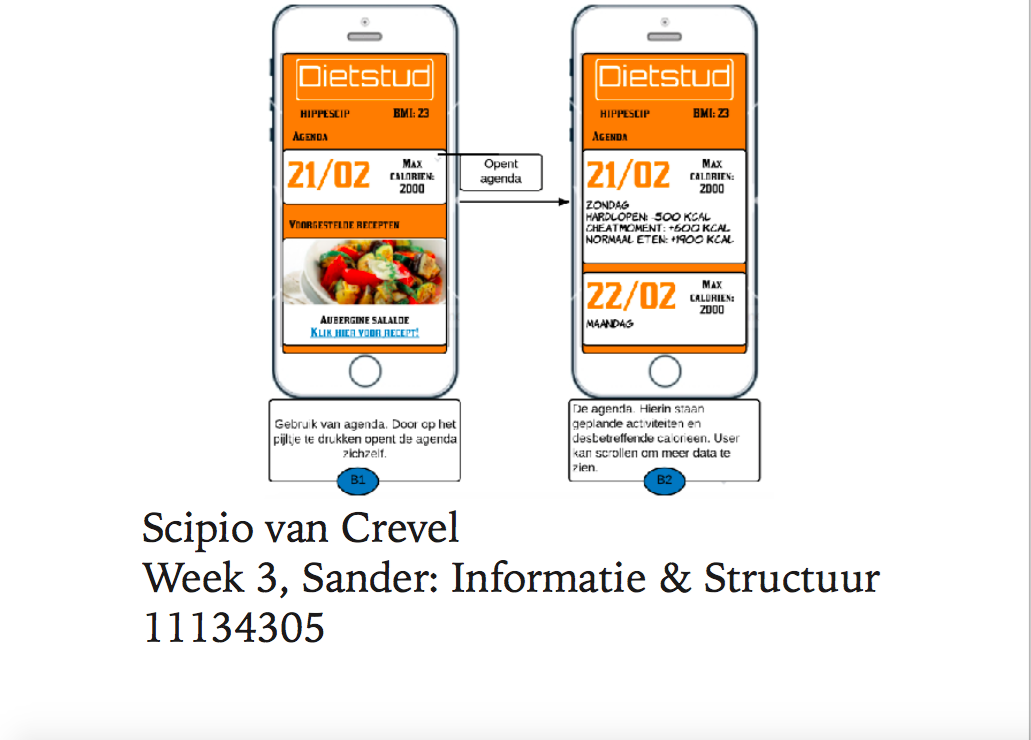 Dietstud
HIPPESCIP BMI: 23
AGENDA
21/02
MAX
CALORIEN:
2000
VOORGESTELDE RECEPTEN
AUBERGINE SALALDE
KLIK HIER VOOR RECEPT!
Opent
agenda
Dietstud
HIPPESCIP BMI: 23
AGENDA
21/02
MAX
CALORIEN:
2000
ZONDAG
HARDLOPEN: -500 KCAL
CHEATMOMENT: +600 KCAL
NORMAAL ETEN: +1900 KCAL
22/02
MAX
CALORIEN:
2000
MAANDAG
Gebruik van agenda. Door op het
pijltje te drukken opent de agenda
zichzelf.
B1
De agenda. Hierin staan
geplande activiteiten en
desbetreffende calorieen. User
kan scrollen om meer data te
zien.
B2
Scipio van Crevel
Week 3, Sander: Informatie & Structuur
11134305